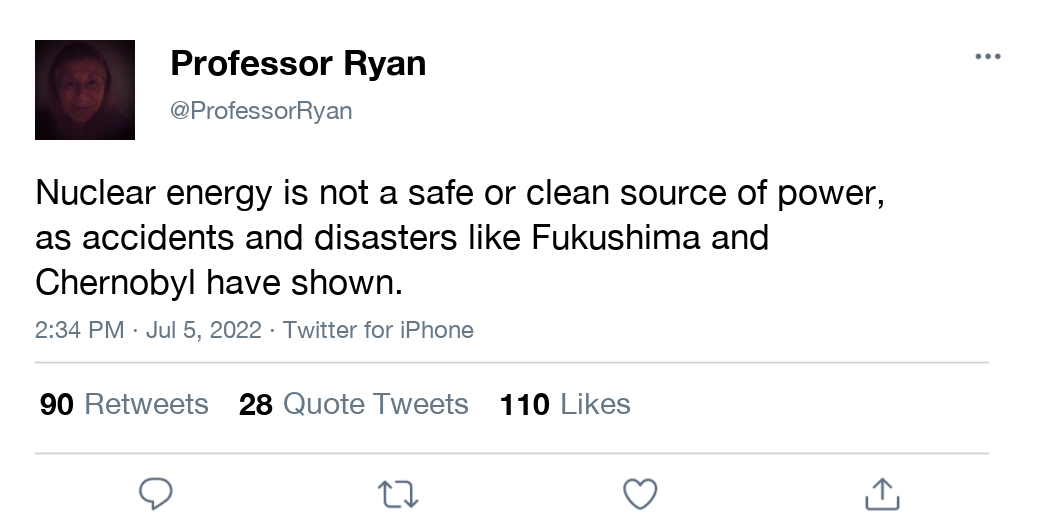 Professor Ryan
@ProfessorRyan
Nuclear energy is not a safe or clean source of power,
as accidents and disasters like Fukushima and
Chernobyl have shown.
2:34 PM · Jul 5, 2022 · Twitter for iPhone
90 Retweets 28 Quote Tweets 110 Likes